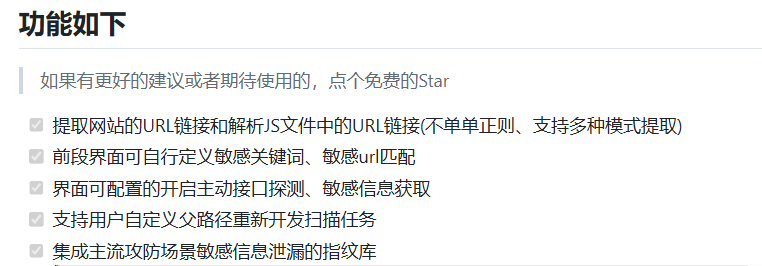 功能如下
如果有更好的建议或者期待使用的，点个免费的Star
提取网站的URL链接和解析JS文件中的URL链接(不单单正则、支持多种模式提取)
前段界面可自行定义敏感关键词、敏感url匹配
界面可配置的开启主动接口探测、敏感信息获取
支持用户自定义父路径重新开发扫描任务
集成主流攻防场景敏感信息泄漏的指纹库